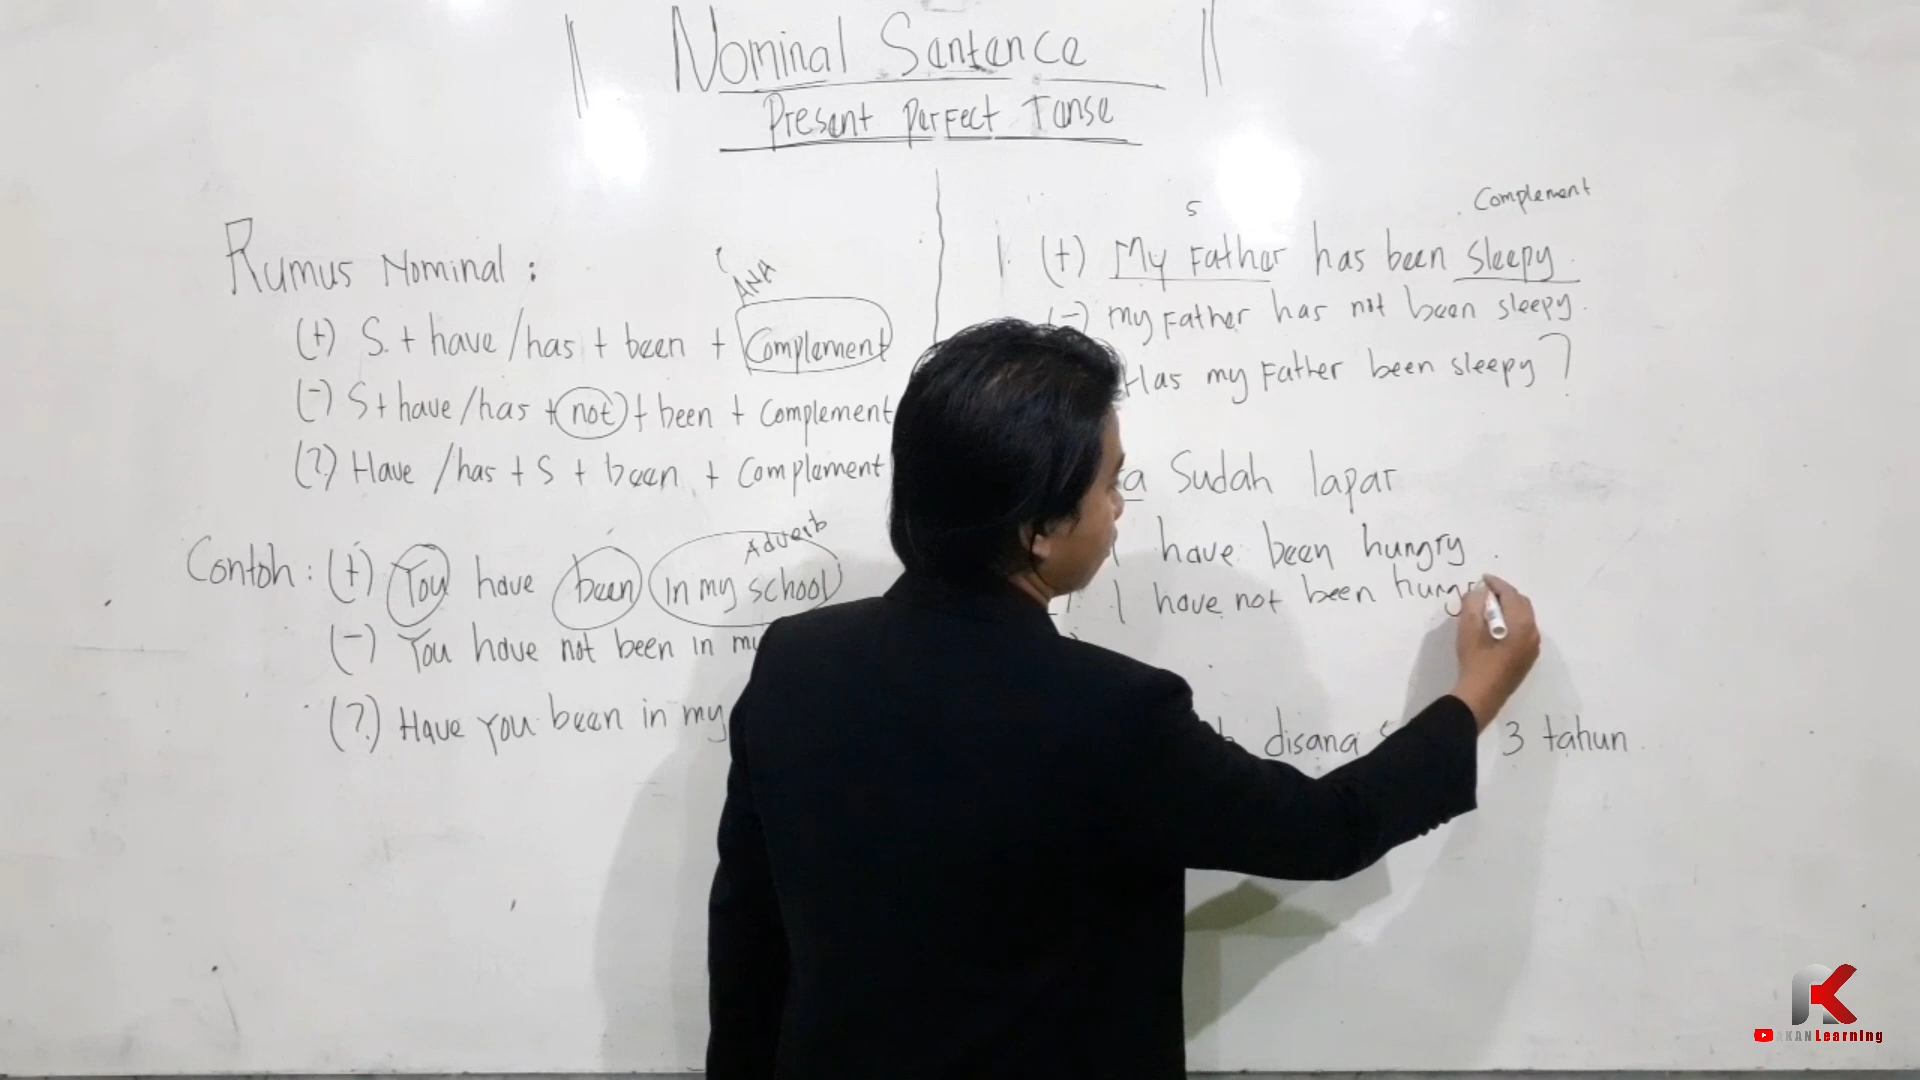 Nominal Sentence
Present Perfect Tense
Rumus Nominal :
ANA
(+) S + have/has + been + Complement
(-) S + have/has + not + been + Complement
(?) Have/has + S + been + Complement
Adverb
Contoh : (+) You have been in my school
(-) You have not been in my
(?) Have you been in my
S Complement
1. (+) My Father has been sleepy.
(-) my Father has not been sleepy.
Has my Father been sleepy?
Sudah lapar
I have been hungry.
I have not been
disana 3 tahun.
KAN Learning